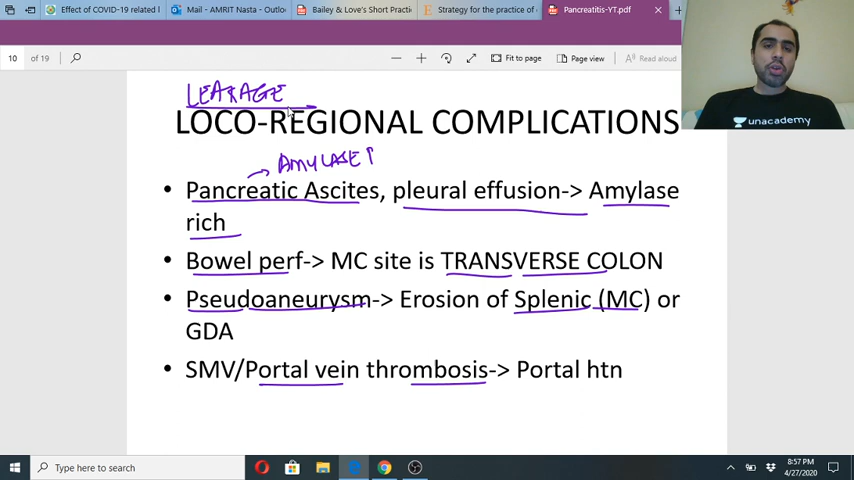 Effect of COVID-19 related l
Mail - AMRIT Nasta - Outlo
Bailey & Love's Short Practi
Strategy for the practice of
Pancreatitis-YT.pdf
10 of 19
Fit to page
Page view
Read aloud
unacademy
LEAKAGE
LOCO-REGIONAL COMPLICATIONS
AMYLASE↑
• Pancreatic Ascites, pleural effusion-> Amylase
rich
• Bowel perf-> MC site is TRANSVERSE COLON
• Pseudoaneurysm-> Erosion of Splenic (MC) or
GDA
• SMV/Portal vein thrombosis-> Portal htn
Type here to search
8:57 PM
4/27/2020